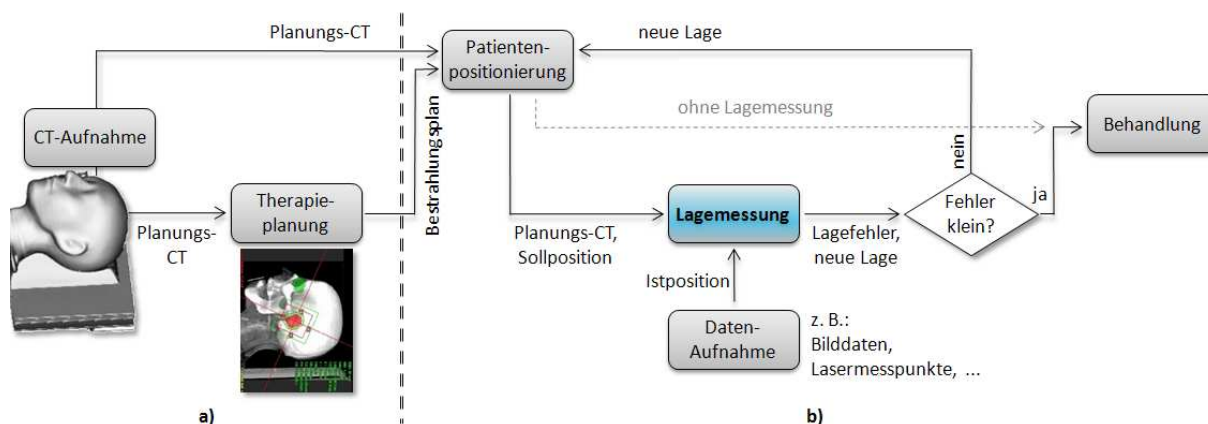 Planungs-CT
neue Lage
Patienten-
positionierung
ohne Lagemessung
CT-Aufnahme
Behandlung
Bestrahlungsplan
nein
ja
Therapie-
planung
Lagemessung
Fehler
klein?
Planungs-
CT
Planungs-CT,
Sollposition
Lagefehler,
neue Lage
Istposition
Daten-
Aufnahme
z. B.:
Bilddaten,
Lasermesspunkte, ...
a)
b)